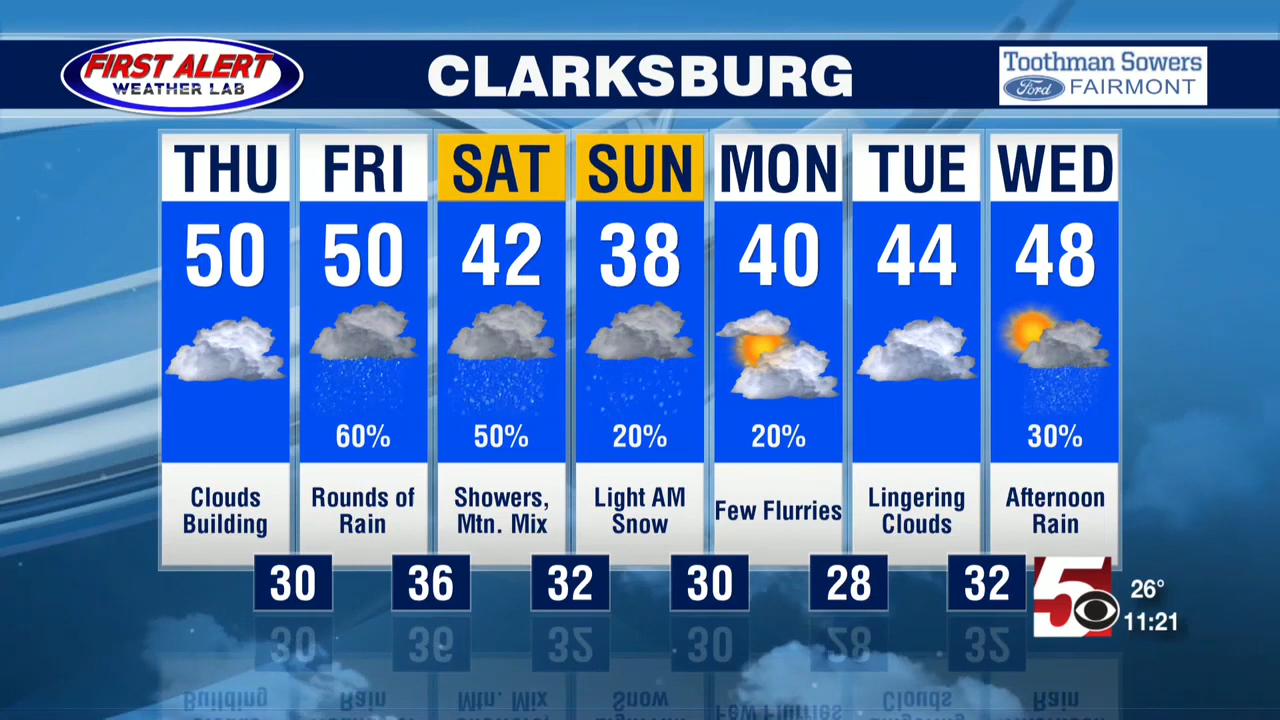 FIRST ALERT
WEATHER LAB
CLARKSBURG
Toothman Sowers
Ford FAIRMONT
THU FRI SAT SUN MON TUE WED
50 50 42 38 40 44 48
60% 50% 20% 20% 30%
Clouds
Building
Rounds of
Rain
Showers,
Mtn. Mix
Light AM
Snow
Few Flurries
Lingering
Clouds
Afternoon
Rain
30 36 32 30 28 32
5
26°
11:21